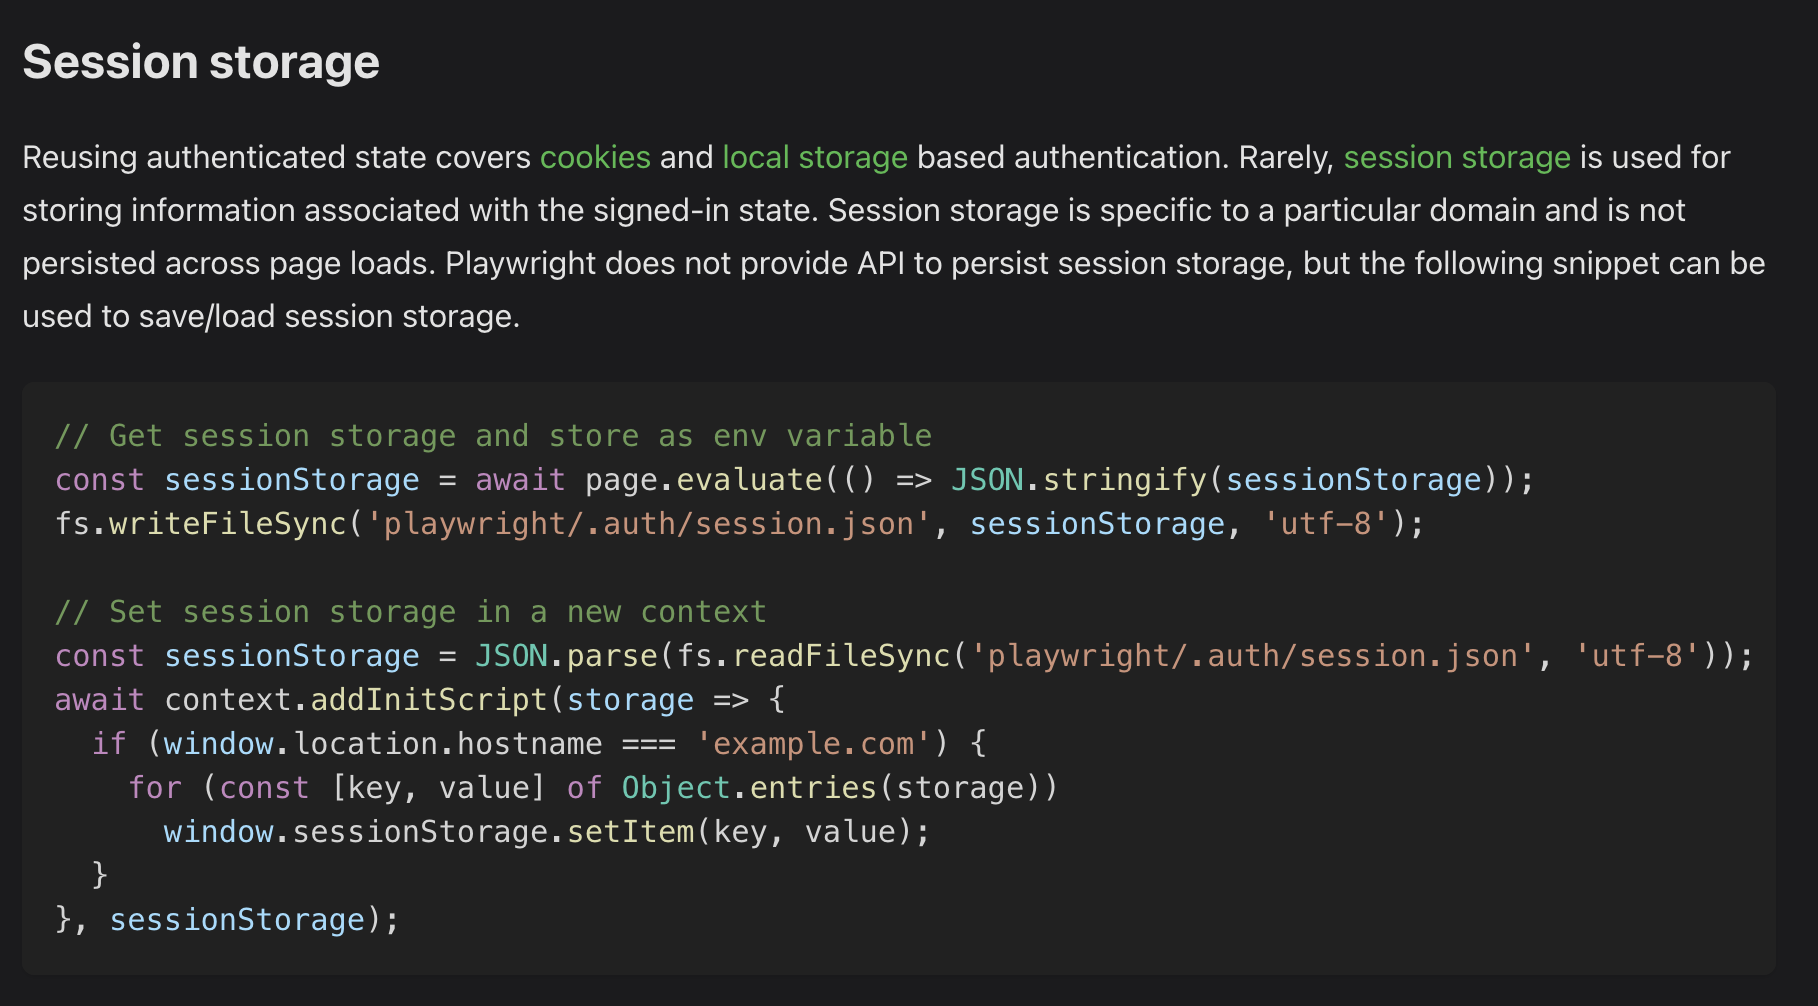 Session storage
Reusing authenticated state covers cookies and local storage based authentication. Rarely, session storage is used for
storing information associated with the signed-in state. Session storage is specific to a particular domain and is not
persisted across page loads. Playwright does not provide API to persist session storage, but the following snippet can be
used to save/load session storage.
// Get session storage and store as env variable
const sessionStorage = await page.evaluate(() => JSON.stringify(sessionStorage));
fs.writeFileSync('playwright/.auth/session.json', sessionStorage, 'utf-8');

// Set session storage in a new context
const sessionStorage = JSON.parse(fs.readFileSync('playwright/.auth/session.json', 'utf-8'));
await context.addInitScript(storage => {
  if (window.location.hostname === 'example.com') {
    for (const [key, value] of Object.entries(storage))
      window.sessionStorage.setItem(key, value);
  }
}, sessionStorage);